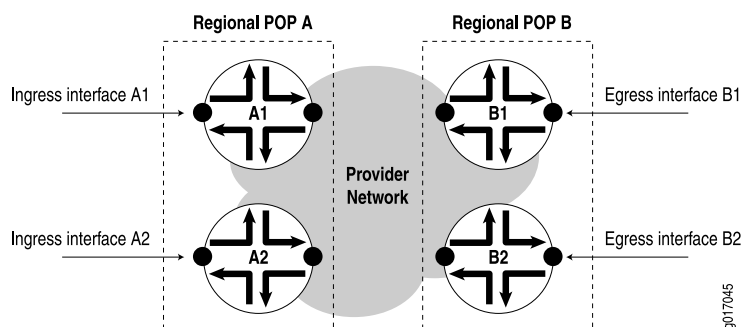 Regional POP A
Regional POP B
Ingress interface A1
A1
B1
Egress interface B1
Provider
Network
Ingress interface A2
A2
B2
Egress interface B2
g017045